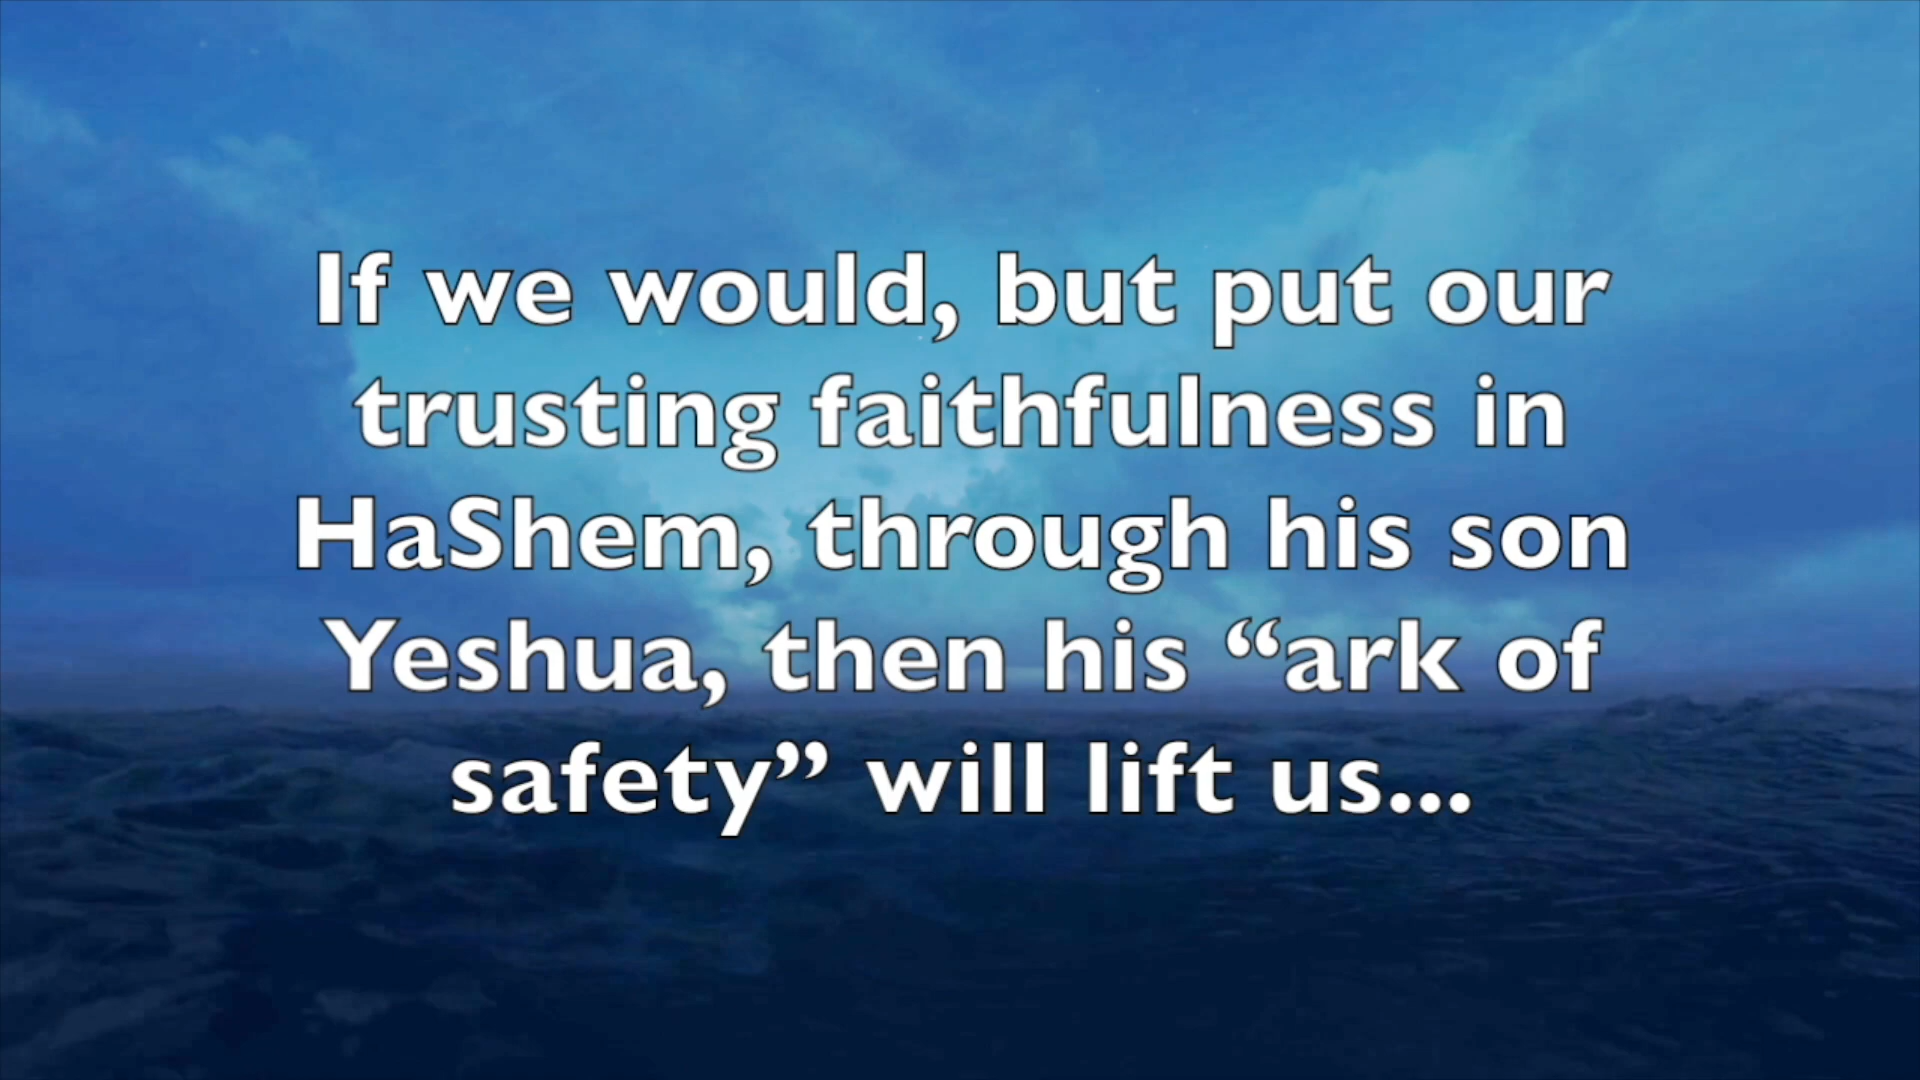 If we would, but put our
trusting faithfulness in
HaShem, through his son
Yeshua, then his “ark of
safety” will lift us...